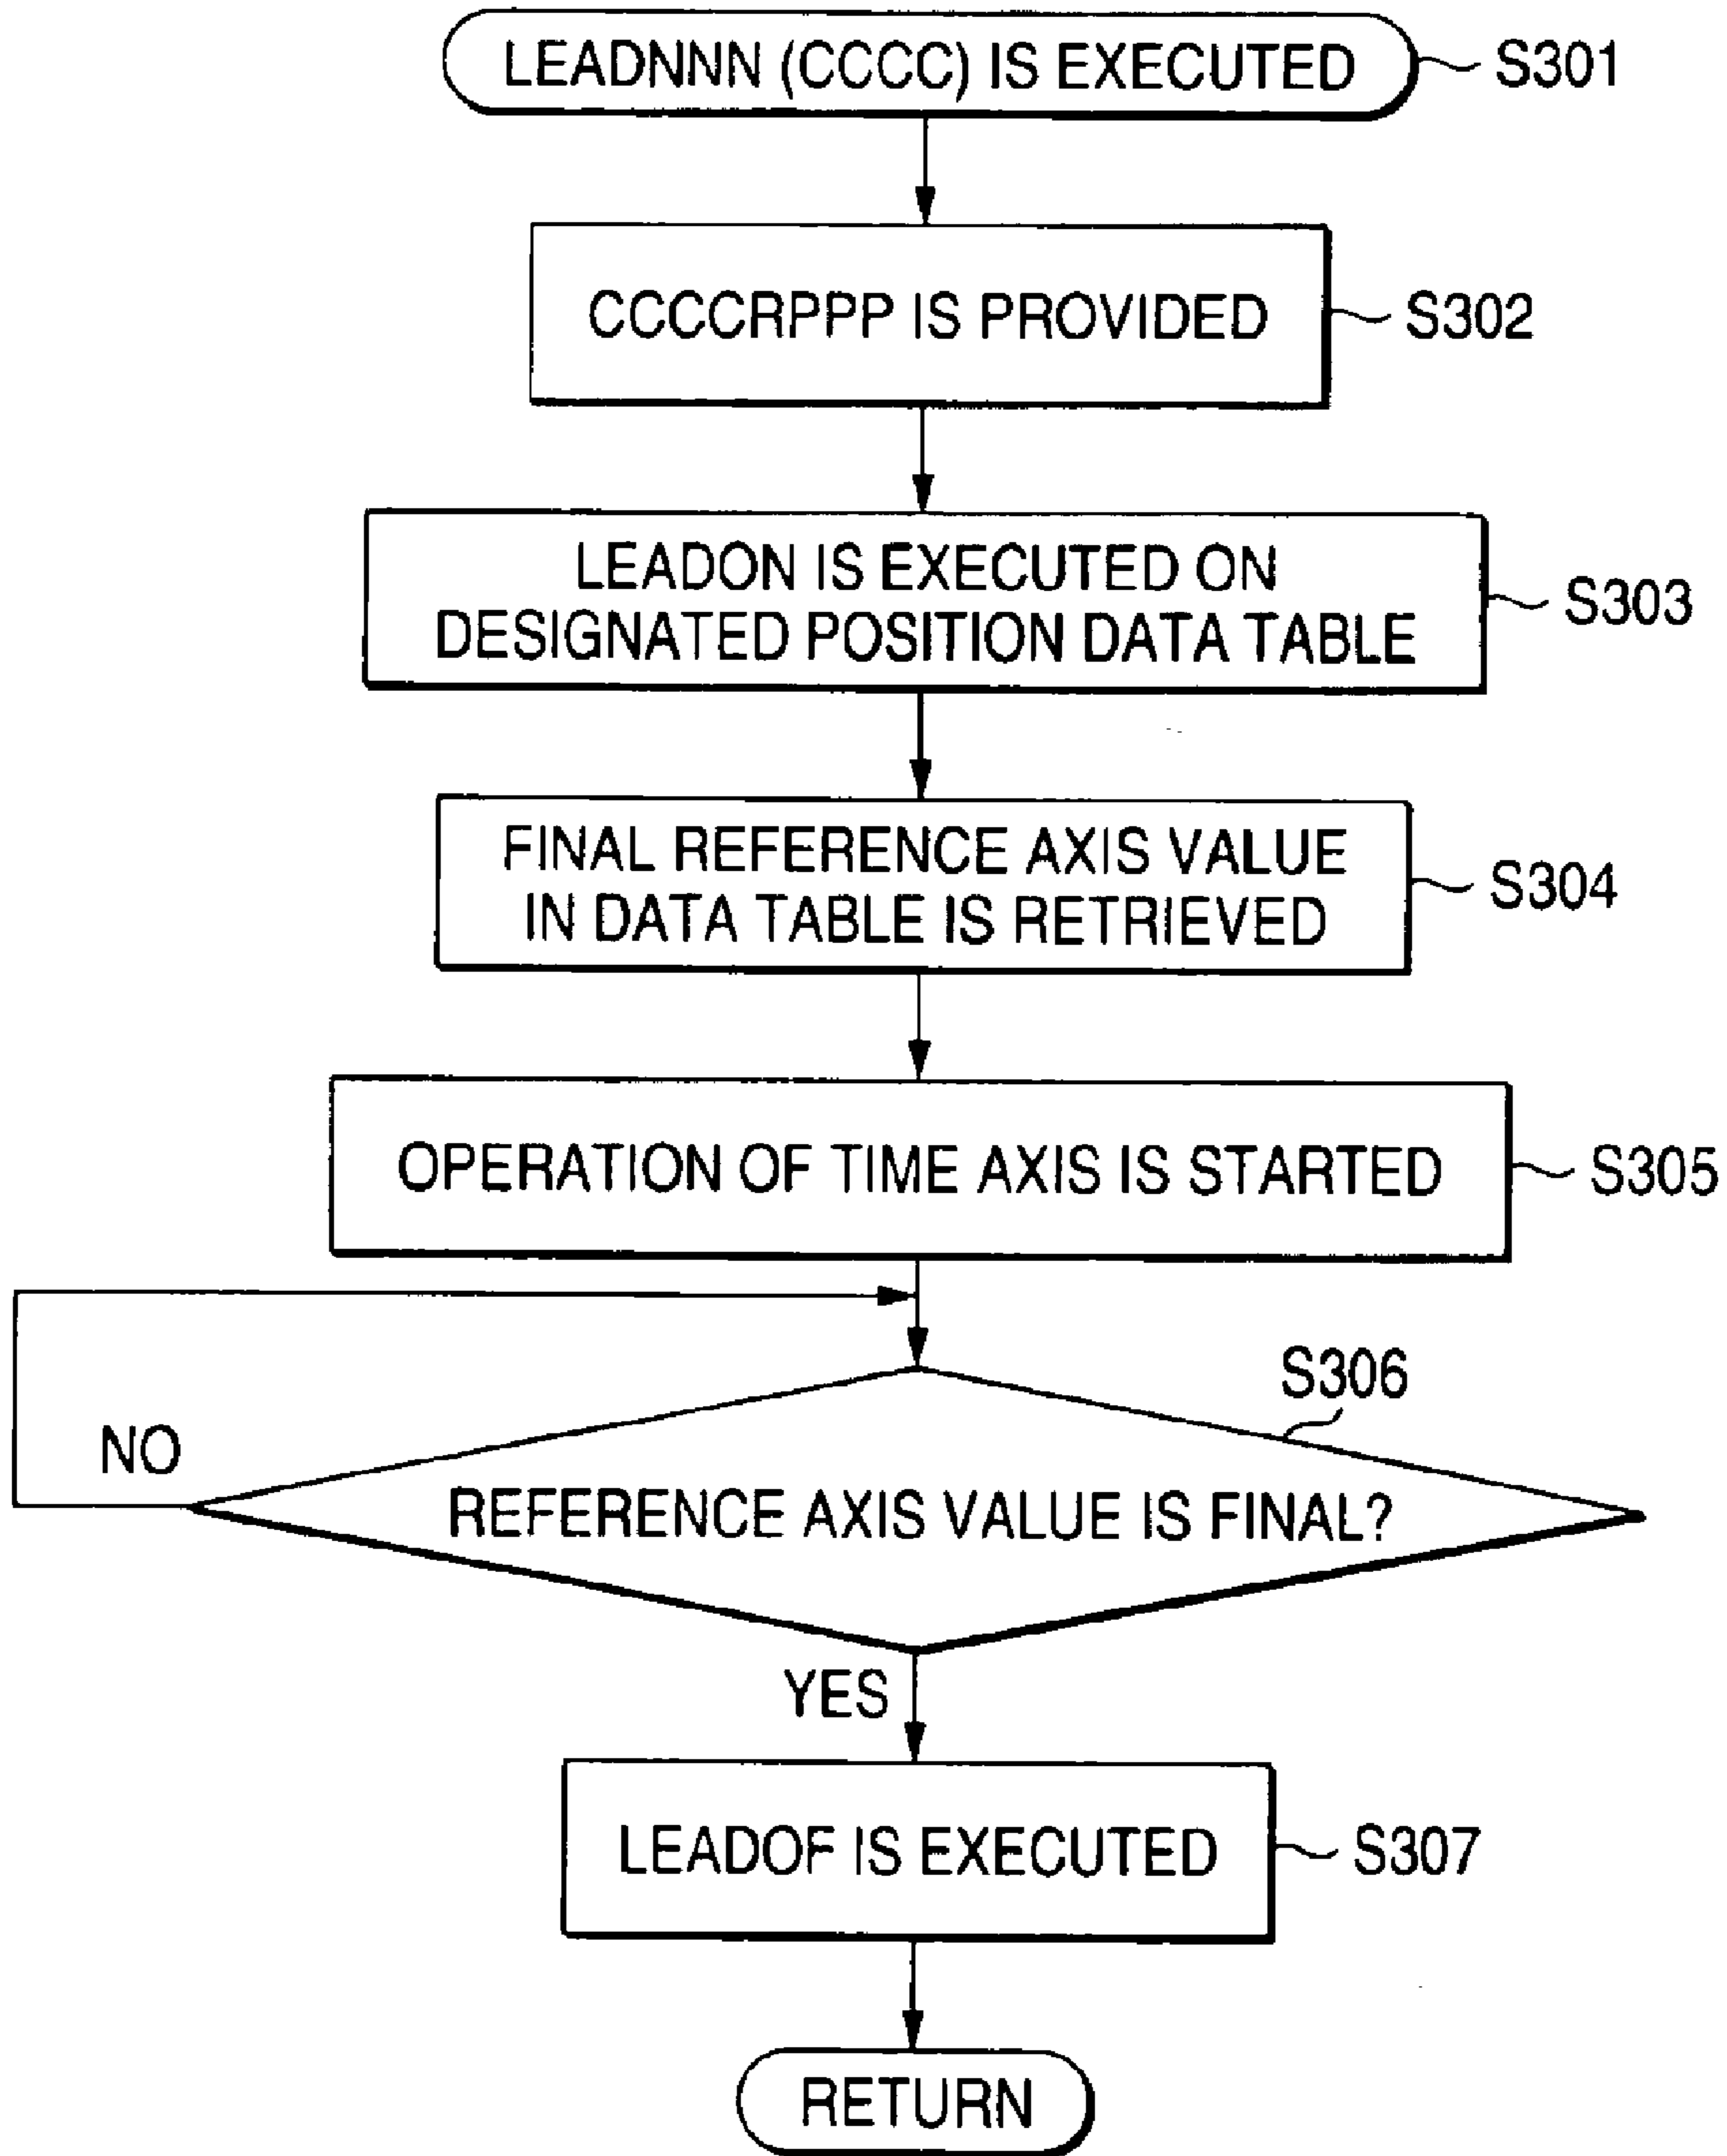 LEADNNN (CCCC) IS EXECUTED
S301
CCCCRPPP IS PROVIDED
S302
LEADON IS EXECUTED ON
DESIGNATED POSITION DATA TABLE
S303
FINAL REFERENCE AXIS VALUE
IN DATA TABLE IS RETRIEVED
S304
OPERATION OF TIME AXIS IS STARTED
S305
S306
NO
REFERENCE AXIS VALUE IS FINAL?
YES
LEADOF IS EXECUTED
S307
RETURN